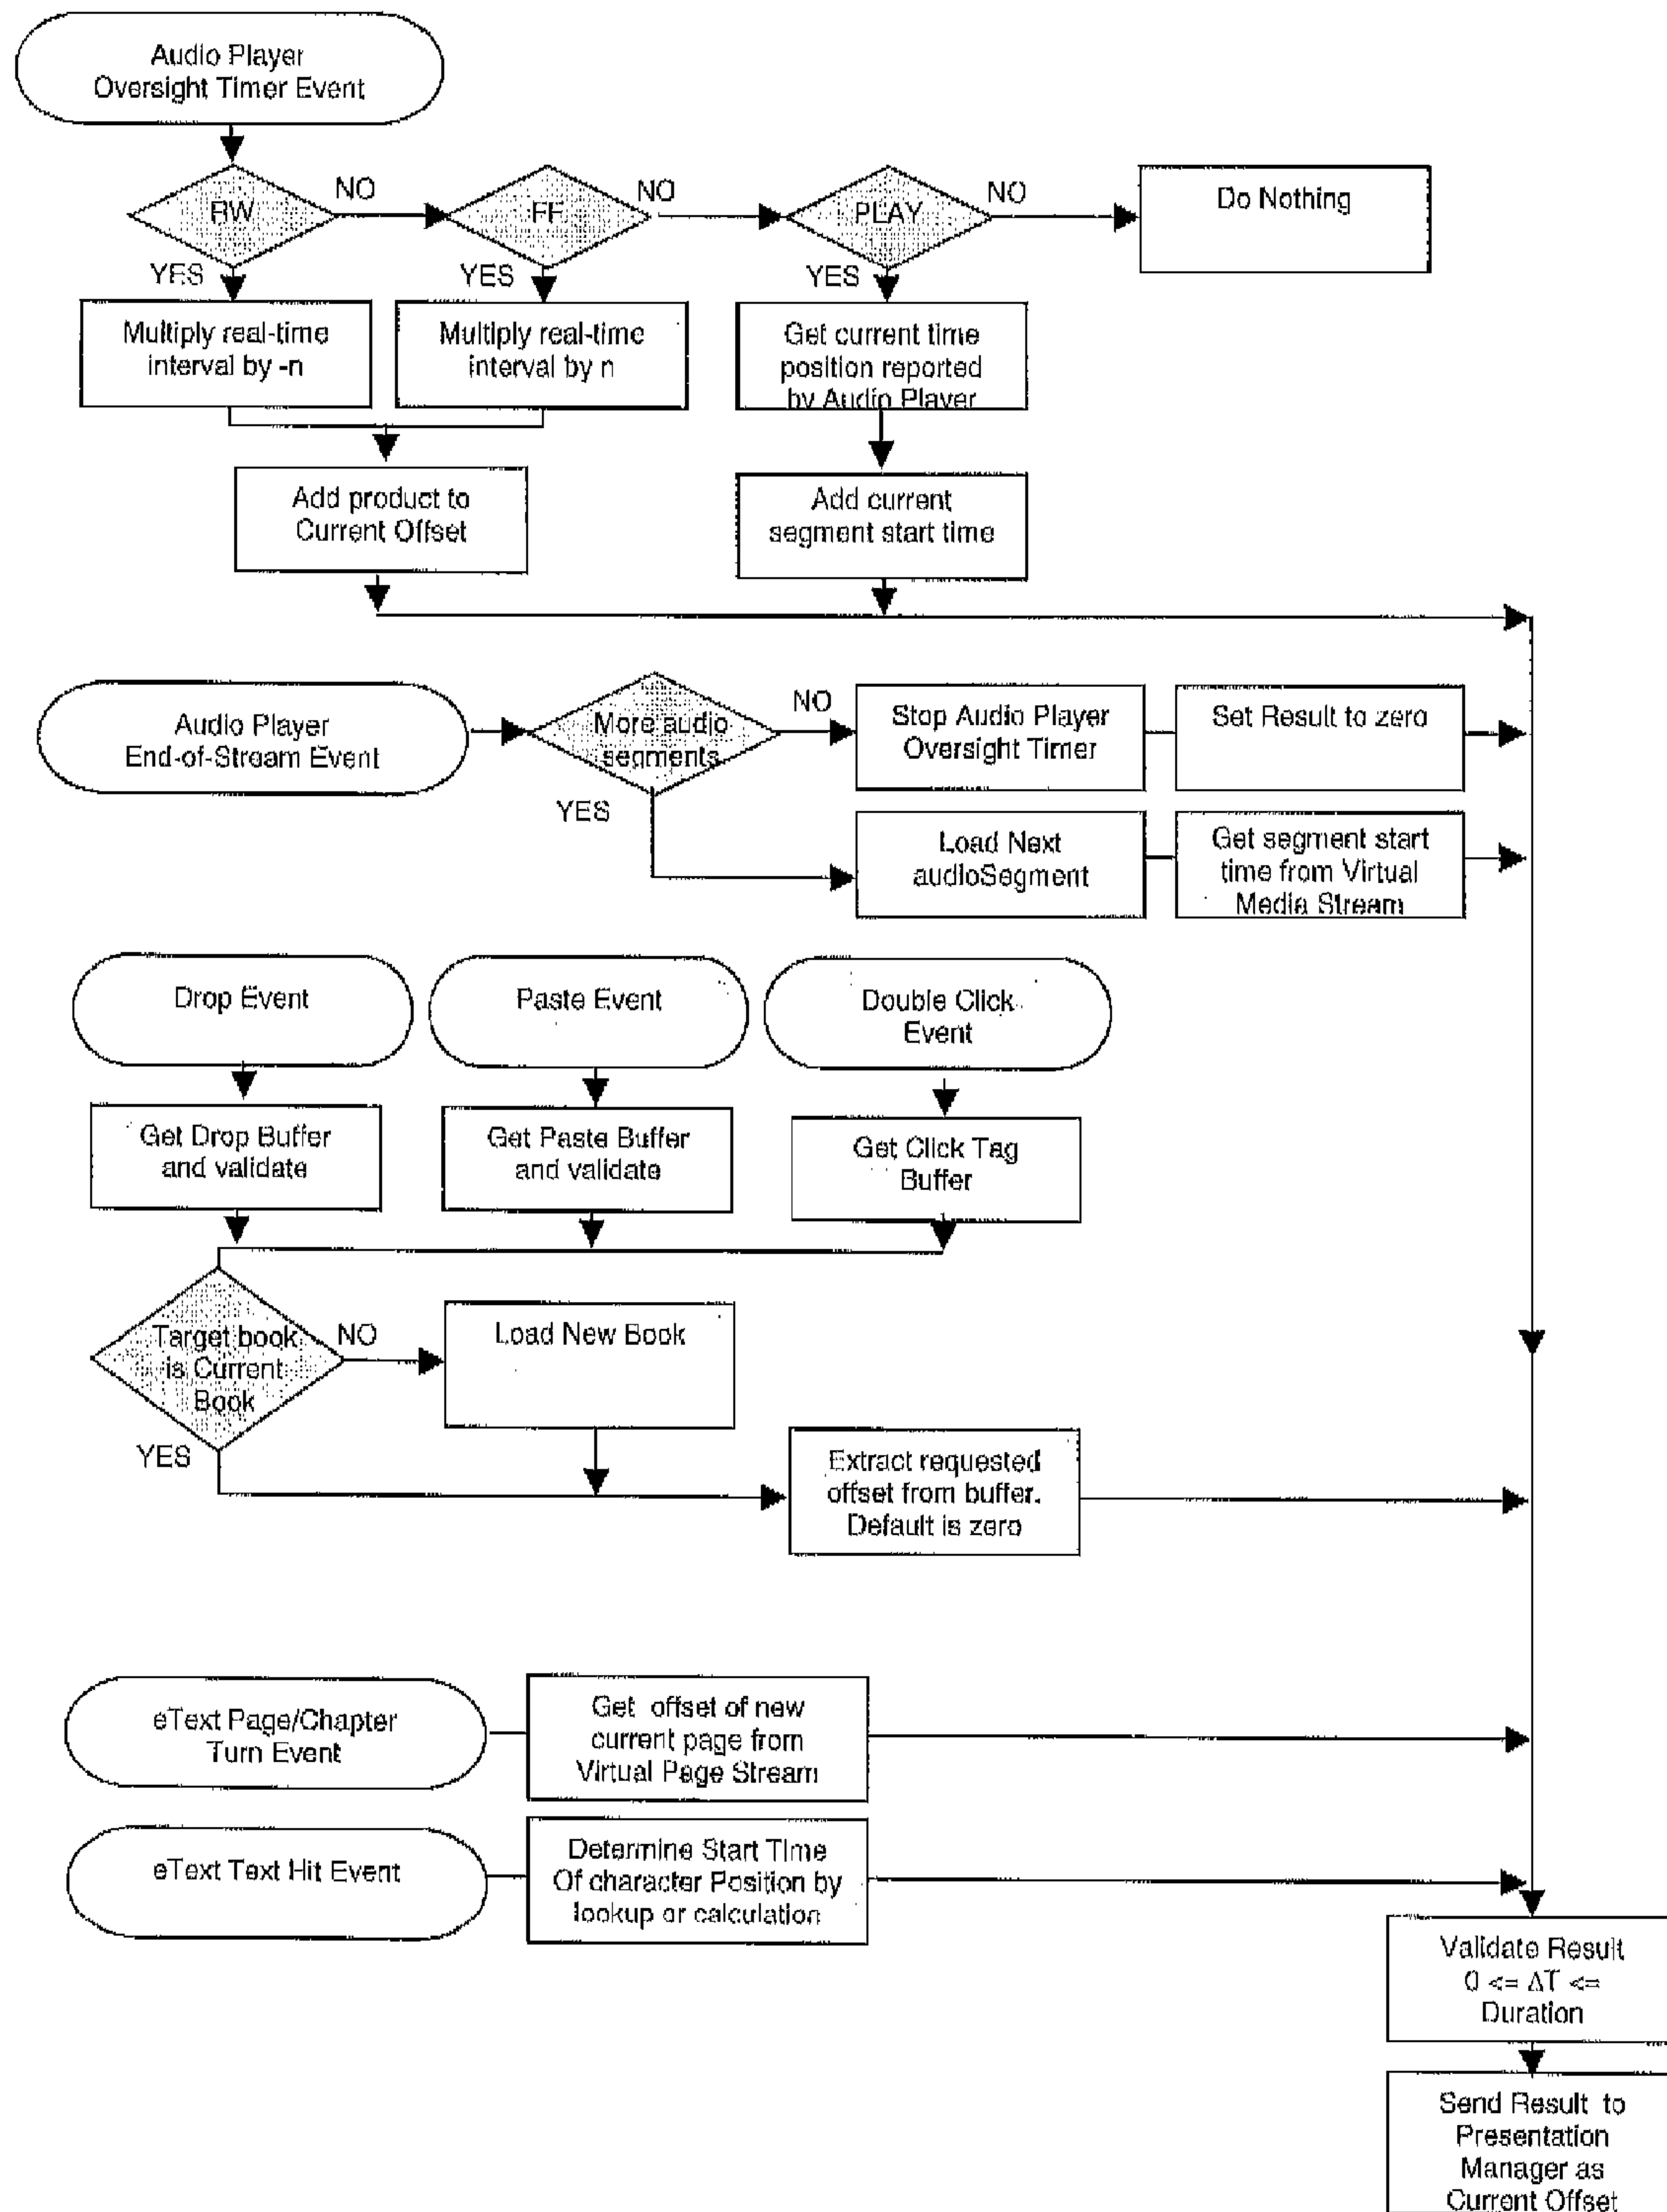 Audio Player
Oversight Timer Event
RW
NO
FF
NO
PLAY
NO
Do Nothing
YES
YES
YES
Multiply real-time
interval by -n
Multiply real-time
interval by n
Get current time
position reported
by Audio Player
Add product to
Current Offset
Add current
segment start time
Audio Player
End-of-Stream Event
More audio
segments
NO
Stop Audio Player
Oversight Timer
Set Result to zero
YES
Load Next
audioSegment
Get segment start
time from Virtual
Media Stream
Drop Event
Paste Event
Double Click
Event
Get Drop Buffer
and validate
Get Paste Buffer
and validate
Get Click Tag
Buffer
Target book
is Current
Book
NO
Load New Book
YES
Extract requested
offset from buffer.
Default is zero
eText Page/Chapter
Turn Event
Get offset of new
current page from
Virtual Page Stream
eText Text Hit Event
Determine Start Time
Of character Position by
lookup or calculation
Validate Result
0 <= ΔT <=
Duration
Send Result to
Presentation
Manager as
Current Offset